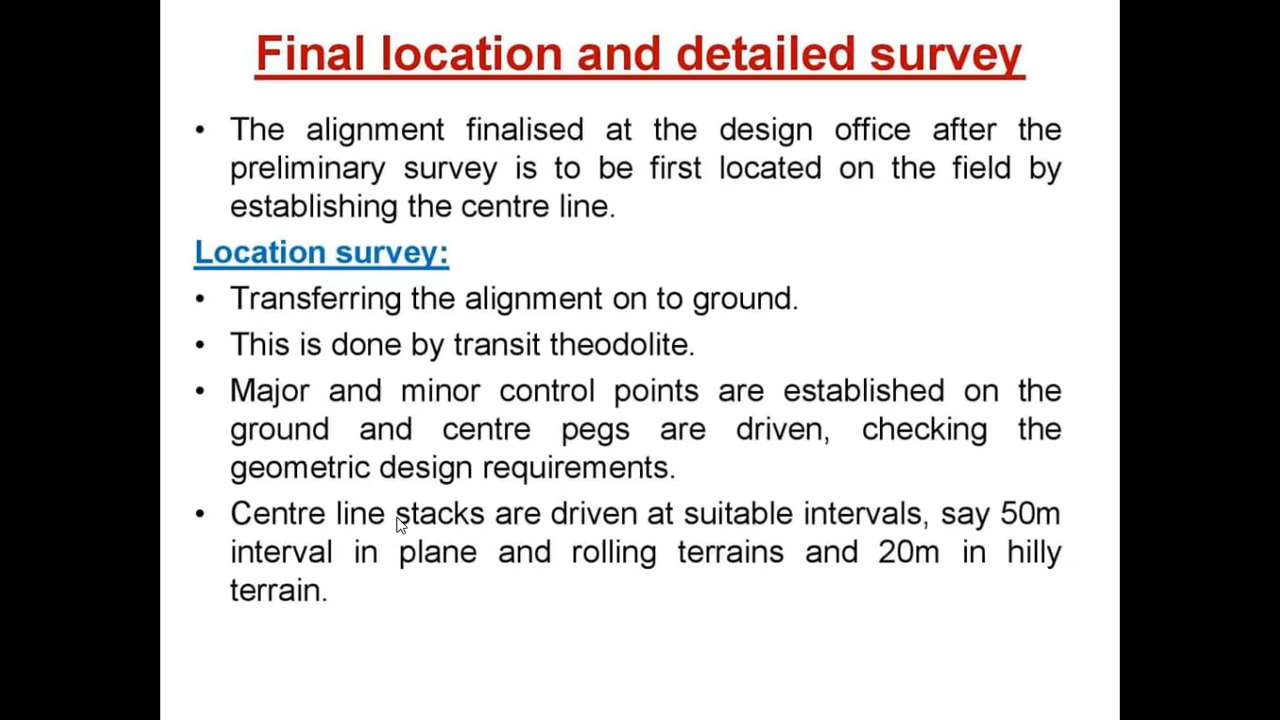 Final location and detailed survey
• The alignment finalised at the design office after the
preliminary survey is to be first located on the field by
establishing the centre line.
Location survey:
• Transferring the alignment on to ground.
• This is done by transit theodolite.
• Major and minor control points are established on the
ground and centre pegs are driven, checking the
geometric design requirements.
• Centre line stacks are driven at suitable intervals, say 50m
interval in plane and rolling terrains and 20m in hilly
terrain.